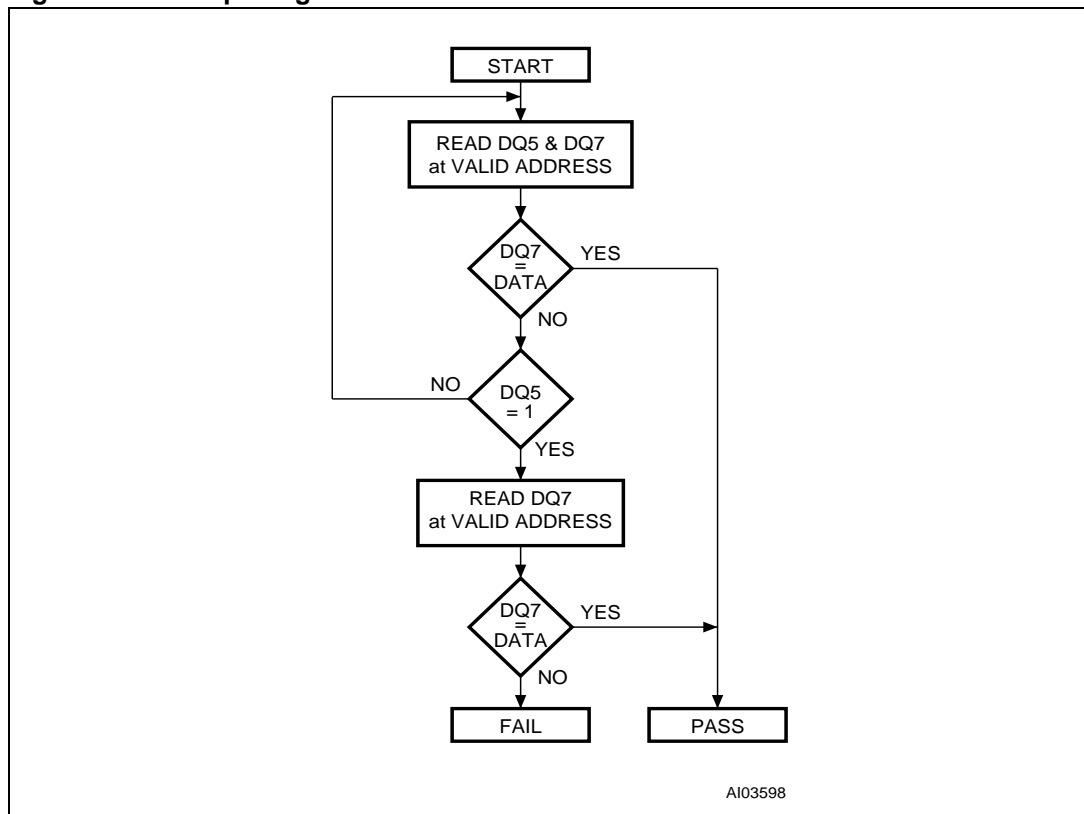 START
READ DQ5 & DQ7
at VALID ADDRESS
DQ7
=
DATA
YES
NO
DQ5
= 1
NO
YES
READ DQ7
at VALID ADDRESS
DQ7
=
DATA
YES
NO
FAIL
PASS
AI03598